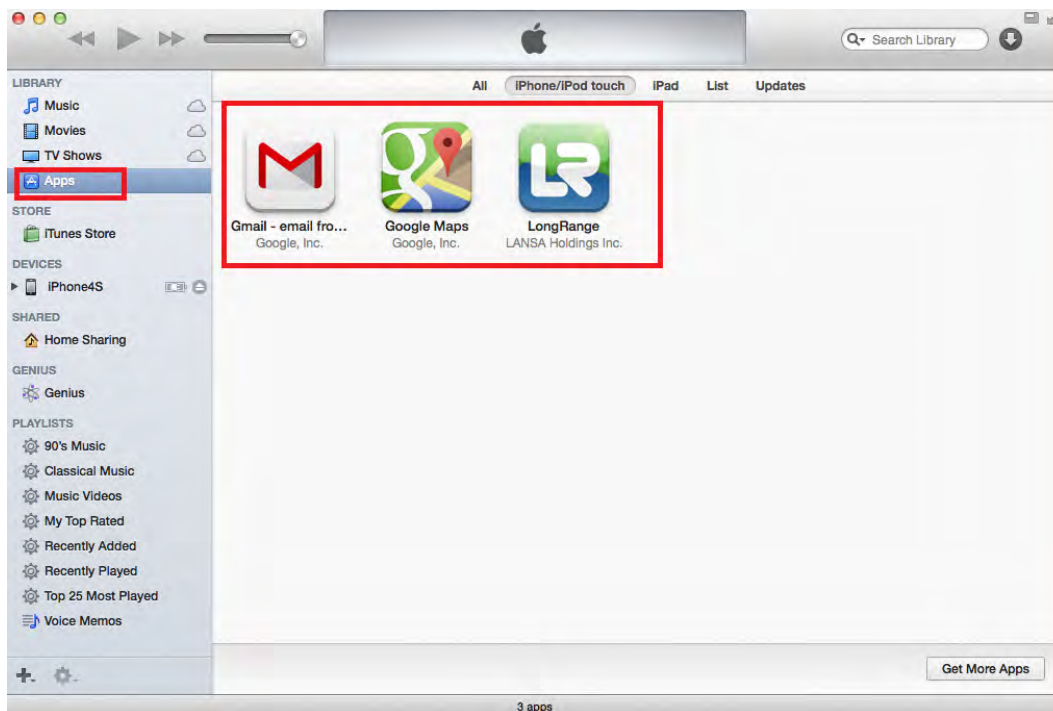 Search Library
LIBRARY
Music
Movies
TV Shows
Apps
STORE
iTunes Store
DEVICES
iPhone4S
SHARED
Home Sharing
GENIUS
Genius
PLAYLISTS
90's Music
Classical Music
Music Videos
My Top Rated
Recently Added
Recently Played
Top 25 Most Played
Voice Memos
All iPhone/iPod touch iPad List Updates
LR
Gmail - email fro... Google Maps LongRange
Google, Inc. Google, Inc. LANSA Holdings Inc.
Get More Apps
3 apps